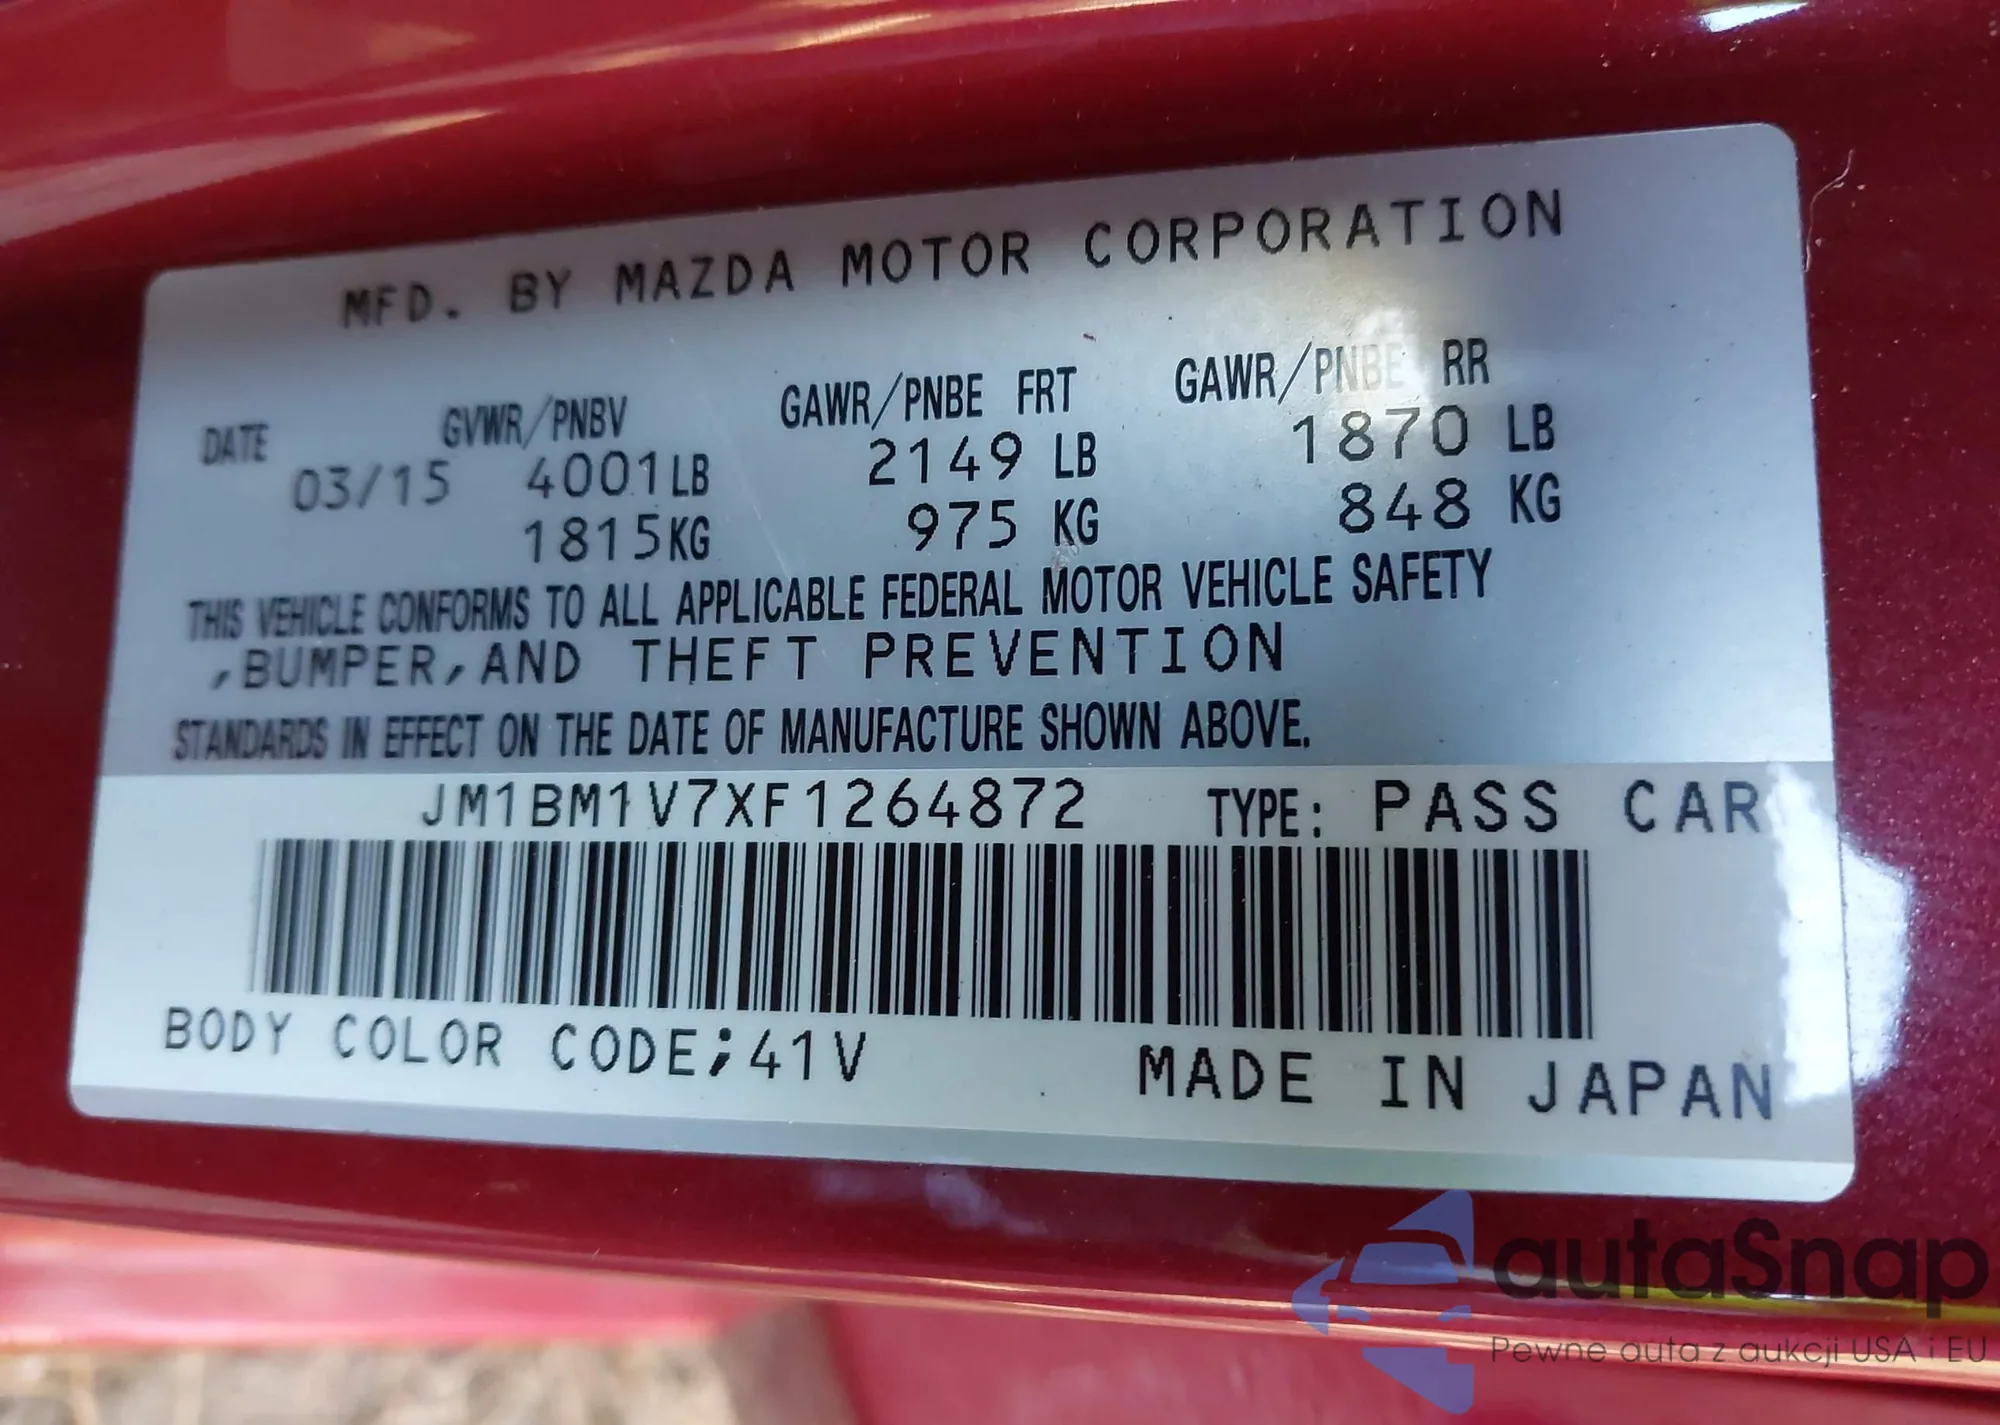 MFD. BY MAZDA MOTOR CORPORATION
DATE GVWR/PNBV GAWR/PNBE FRT GAWR/PNBE RR
03/15 4001LB 2149 LB 1870 LB
1815KG 975 KG 848 KG
THIS VEHICLE CONFORMS TO ALL APPLICABLE FEDERAL MOTOR VEHICLE SAFETY
,BUMPER,AND THEFT PREVENTION
STANDARDS IN EFFECT ON THE DATE OF MANUFACTURE SHOWN ABOVE.
JM1BM1V7XF1264872 TYPE: PASS CAR
BODY COLOR CODE;41V MADE IN JAPAN
autaSnap
Pewne auta z aukcji USA i EU